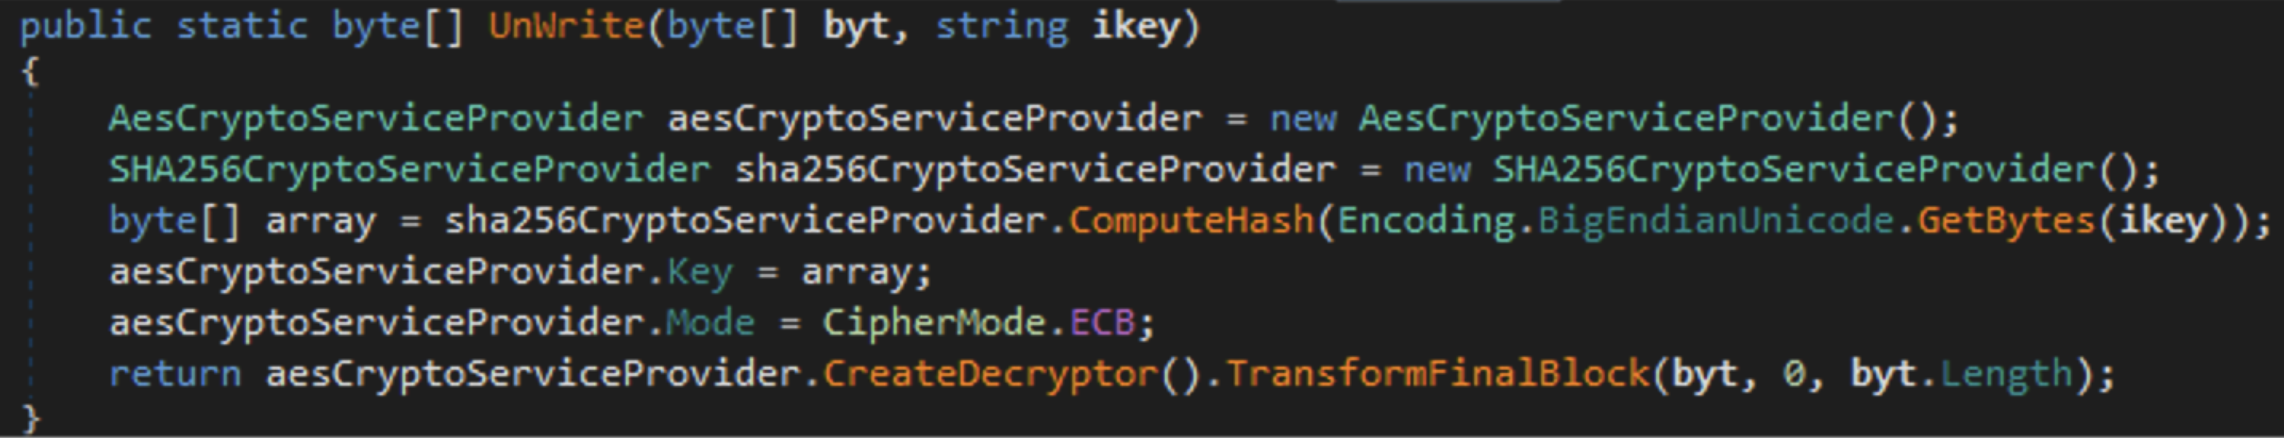 public static byte[] UnWrite(byte[] byt, string ikey)
{
    AesCryptoServiceProvider aesCryptoServiceProvider = new AesCryptoServiceProvider();
    SHA256CryptoServiceProvider sha256CryptoServiceProvider = new SHA256CryptoServiceProvider();
    byte[] array = sha256CryptoServiceProvider.ComputeHash(Encoding.BigEndianUnicode.GetBytes(ikey));
    aesCryptoServiceProvider.Key = array;
    aesCryptoServiceProvider.Mode = CipherMode.ECB;
    return aesCryptoServiceProvider.CreateDecryptor().TransformFinalBlock(byt, 0, byt.Length);
}